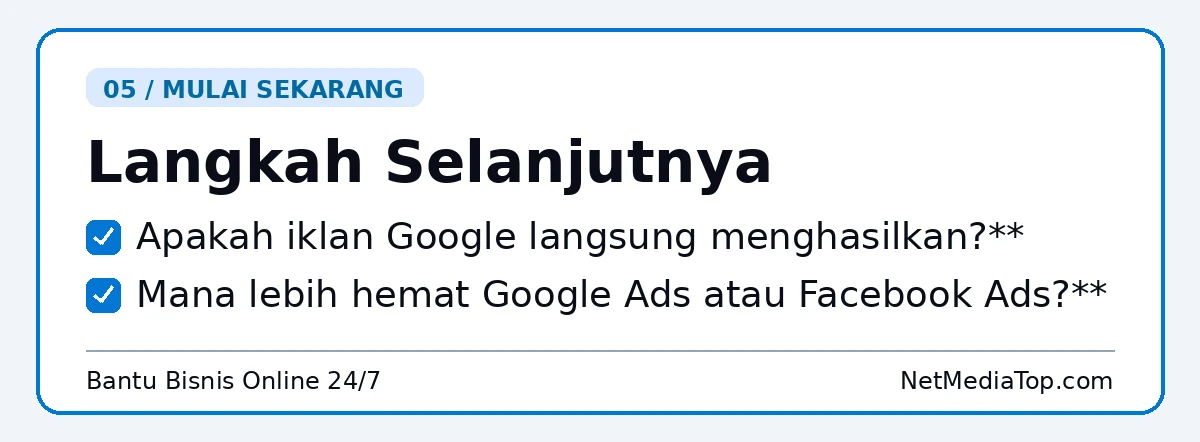 05 / MULAI SEKARANG
Langkah Selanjutnya
Apakah iklan Google langsung menghasilkan?**
Mana lebih hemat Google Ads atau Facebook Ads?**
Bantu Bisnis Online 24/7
NetMediaTop.com